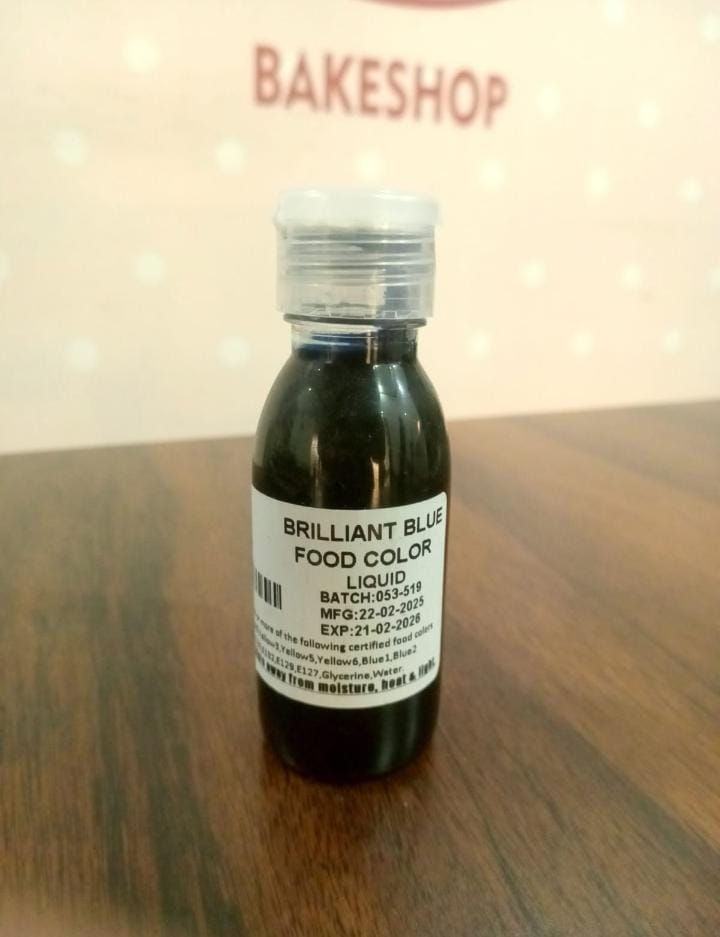 BAKESHOP
BRILLIANT BLUE
FOOD COLOR
LIQUID
BATCH:053-519
MFG:22-02-2025
EXP:21-02-2026
more of the following certified food colors
Yellow5,Yellow6,Blue1,Blue2
E129,E127,Glycerine,Water.
away from moisture, heat & light.